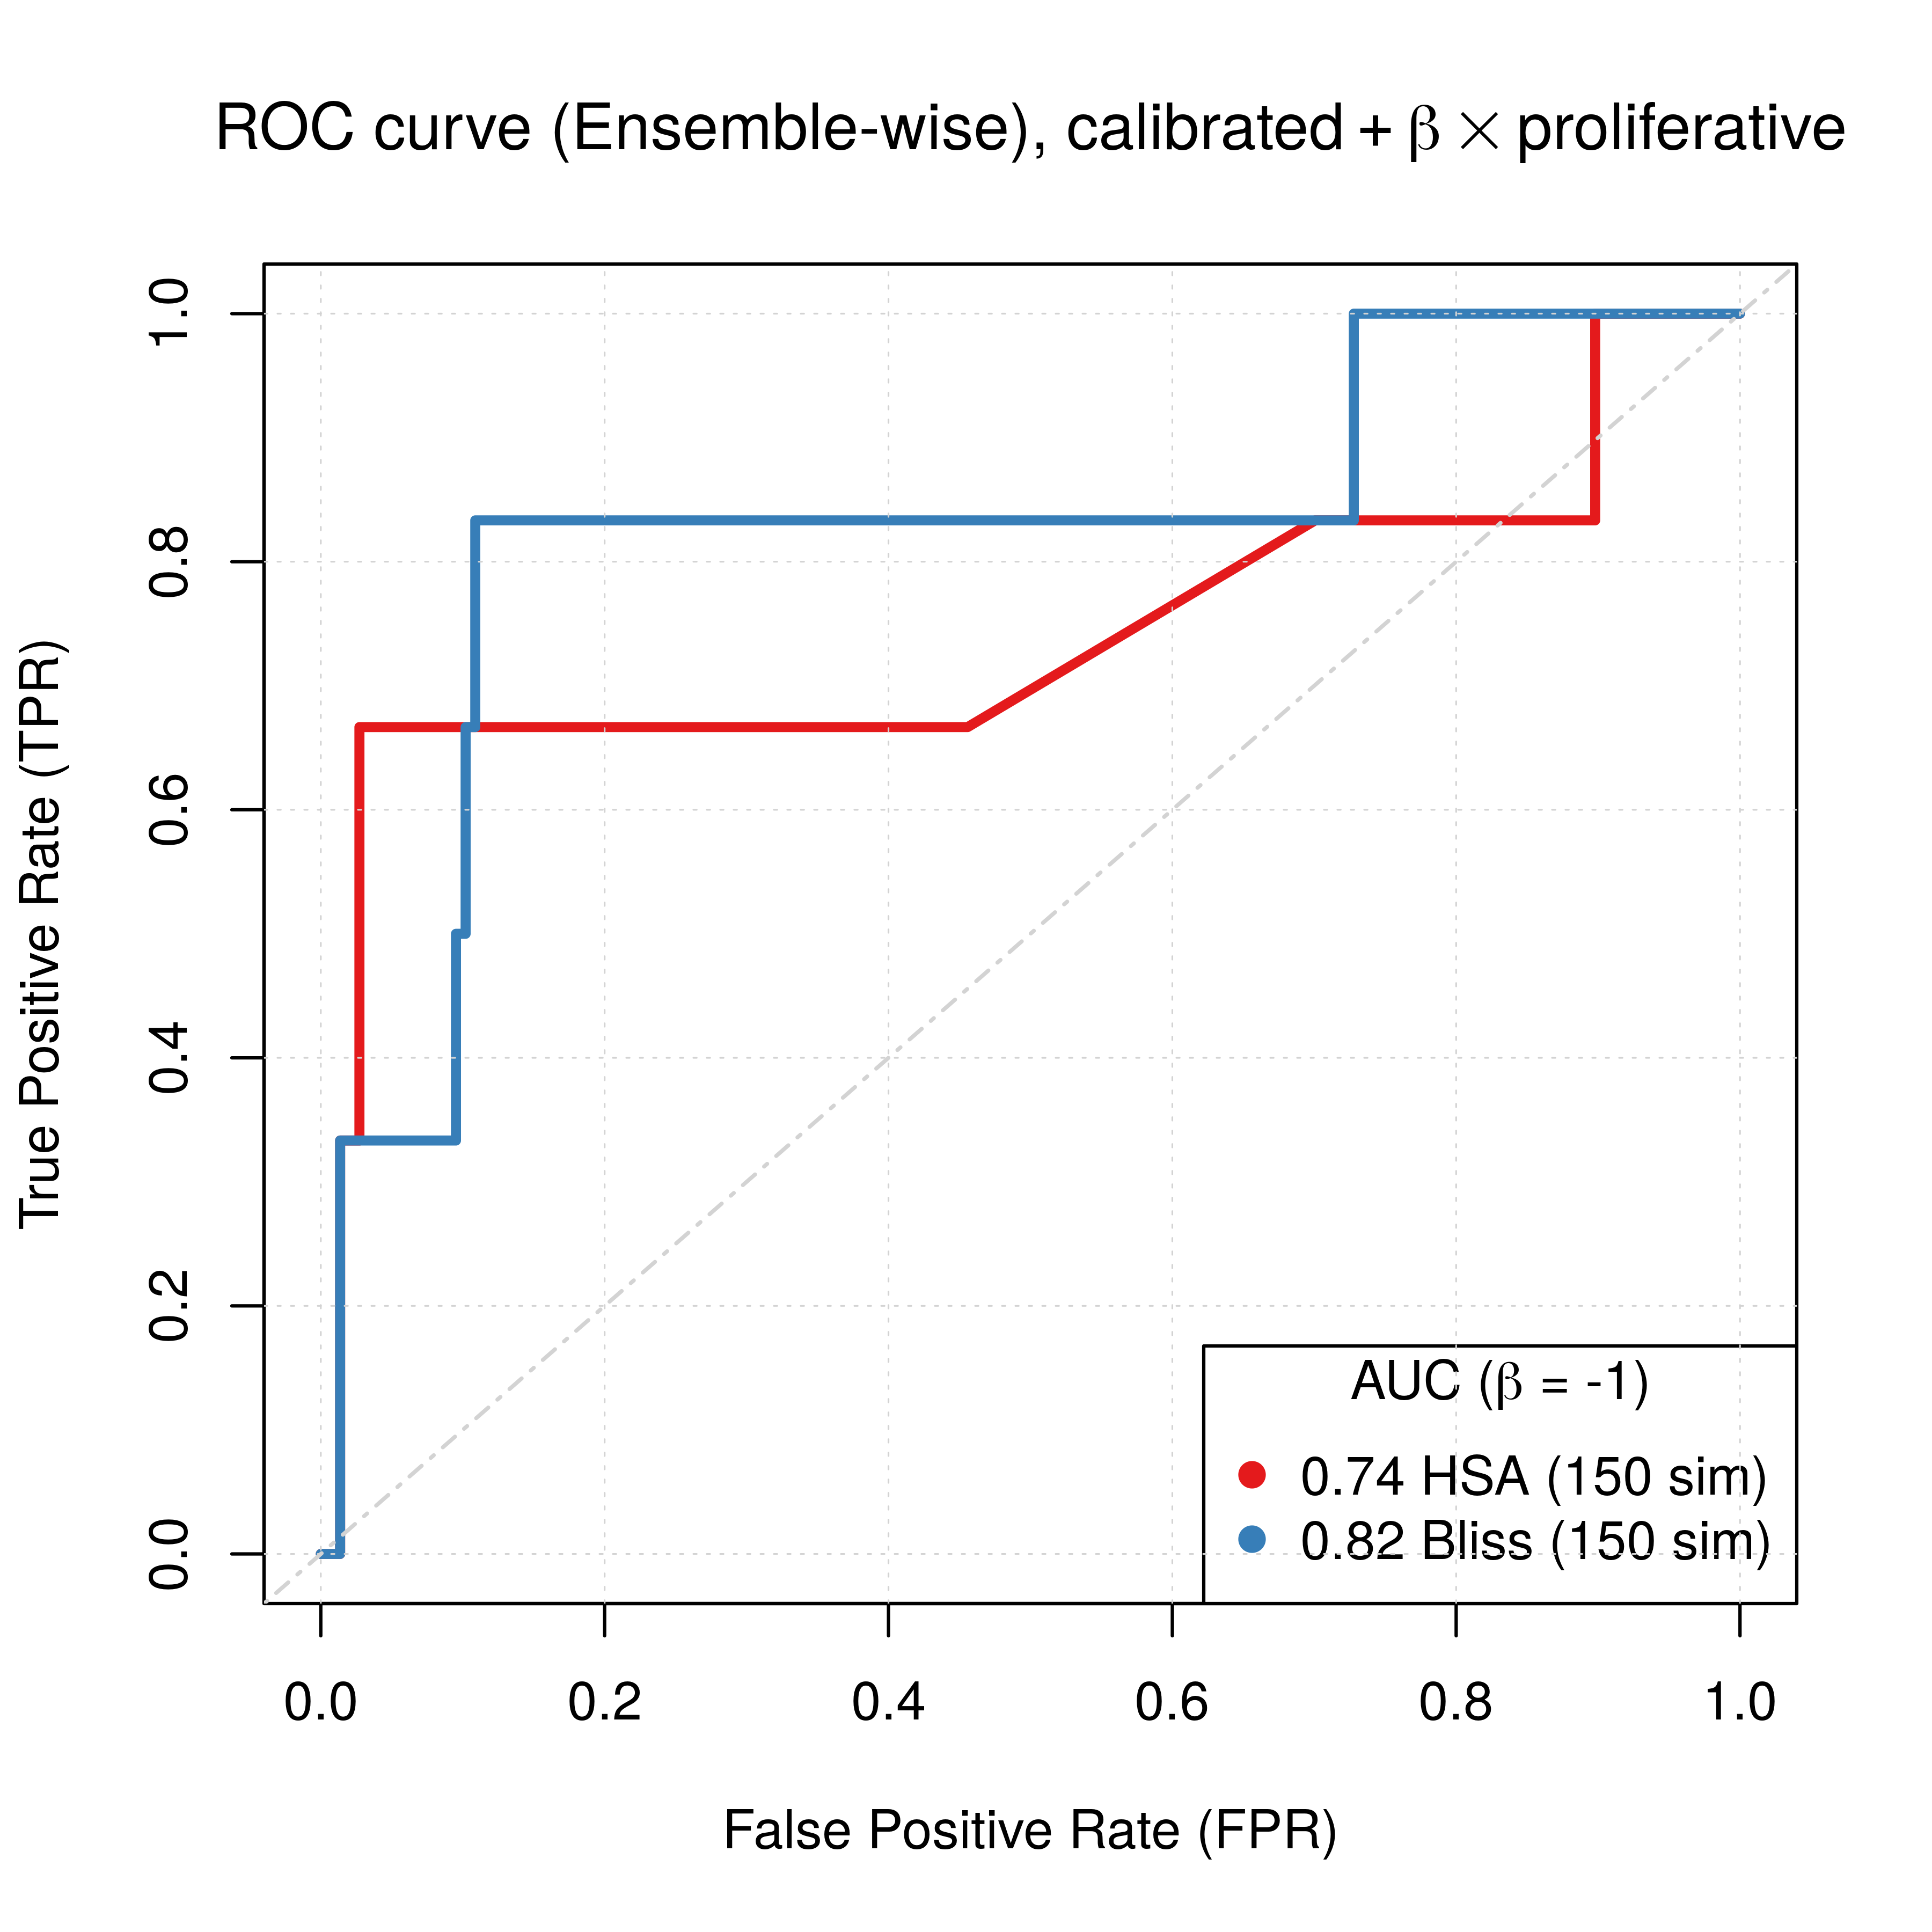 ROC curve (Ensemble-wise), calibrated + β × proliferative
True Positive Rate (TPR)
1.0
0.8
0.6
0.4
0.2
0.0
AUC (β = -1)
0.74 HSA (150 sim)
0.82 Bliss (150 sim)
0.0 0.2 0.4 0.6 0.8 1.0
False Positive Rate (FPR)